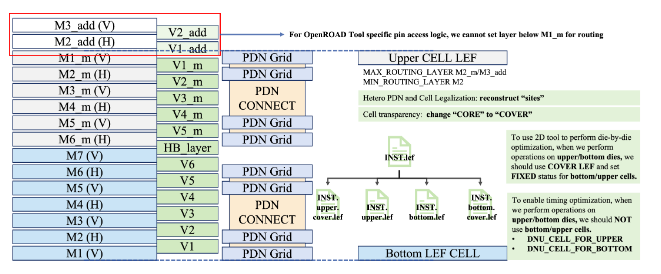 M3_add (V)
M2_add (H)
M1_m (V)
M2_m (H)
M3_m (V)
M4_m (H)
M5_m (V)
M6_m (H)
M7 (V)
M6 (H)
M5 (V)
M4 (H)
M3 (V)
M2 (H)
M1 (V)
V2_add
V1_add
V1_m
V2_m
V3_m
V4_m
V5_m
HB_layer
V6
V5
V4
V3
V2
V1
PDN Grid
PDN Grid
PDN
CONNECT
PDN Grid
PDN Grid
PDN Grid
PDN Grid
PDN
CONNECT
PDN Grid
PDN Grid
For OpenROAD Tool specific pin access logic, we cannot set layer below M1_m for routing
Upper CELL LEF
MAX_ROUTING_LAYER M2_m/M3_add
MIN_ROUTING_LAYER M2
Hetero PDN and Cell Legalization: reconstruct “sites”
Cell transparency: change “CORE” to “COVER”
INST.lef
INST.
upper.
cover.lef
INST.
upper.lef
INST.
bottom.lef
INST.
bottom.
cover.lef
Bottom LEF CELL
To use 2D tool to perform die-by-die
optimization, when we perform
operations on upper/bottom dies, we
should use COVER LEF and set
FIXED status for bottom/upper cells.
To enable timing optimization, when
we perform operations on
upper/bottom dies, we should NOT
use bottom/upper cells.
• DNU_CELL_FOR_UPPER
• DNU_CELL_FOR_BOTTOM